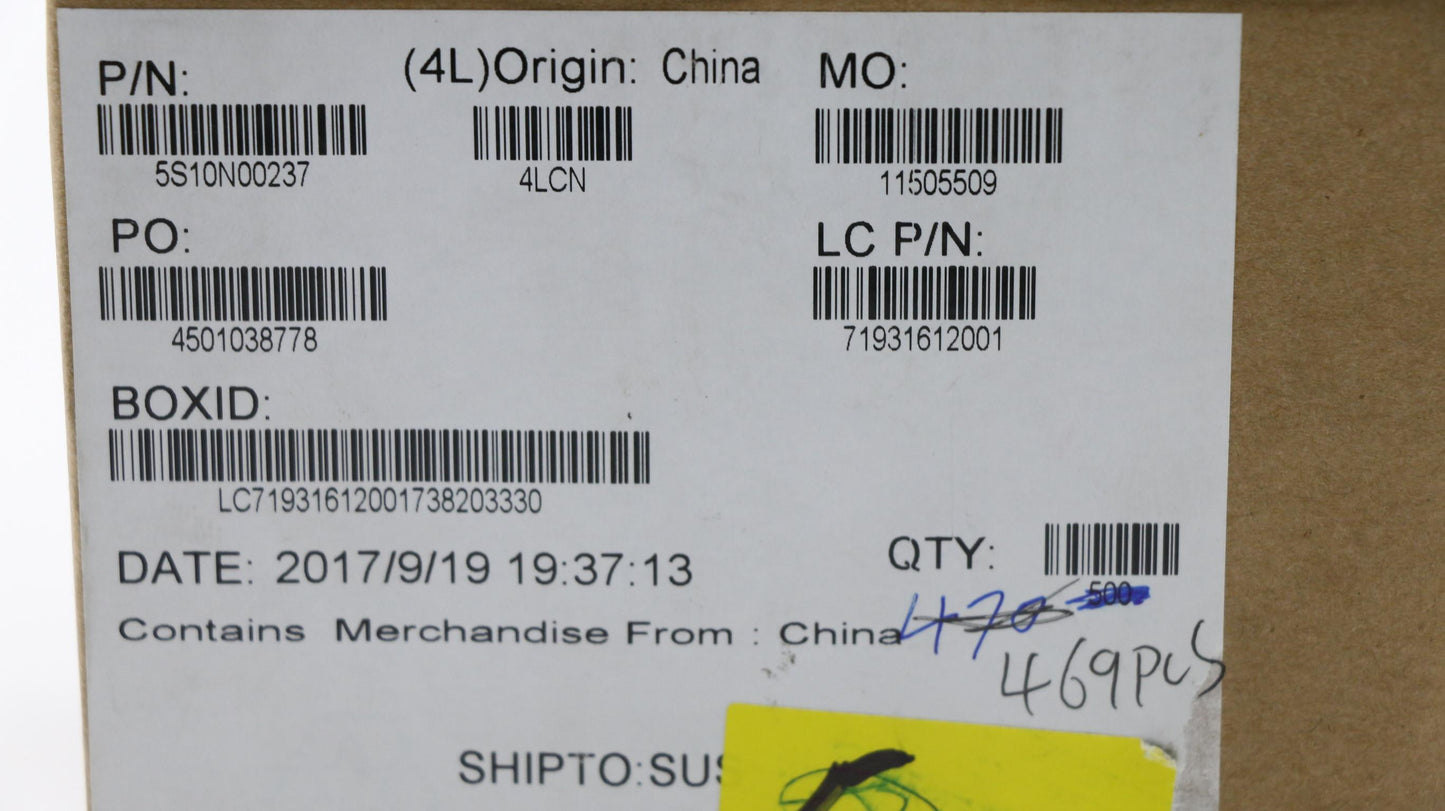 P/N: (4L)Origin: China MO:
5S10N00237 4LCN 11505509
PO: LC P/N:
4501038778 71931612001
BOXID:
LC71931612001738203330
DATE: 2017/9/19 19:37:13 QTY:
500
470
Contains Merchandise From : China
469pcs
SHIPTO:SUS